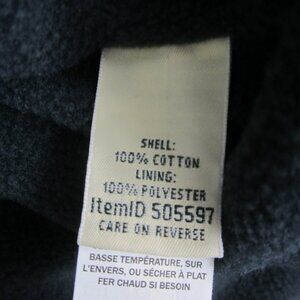 SHELL:
100% COTTON
LINING:
100% POLYESTER
ItemID 505597
CARE ON REVERSE
BASSE TEMPÉRATURE, SUR
L'ENVERS, OU SÉCHER À PLAT
FER CHAUD SI BESOIN